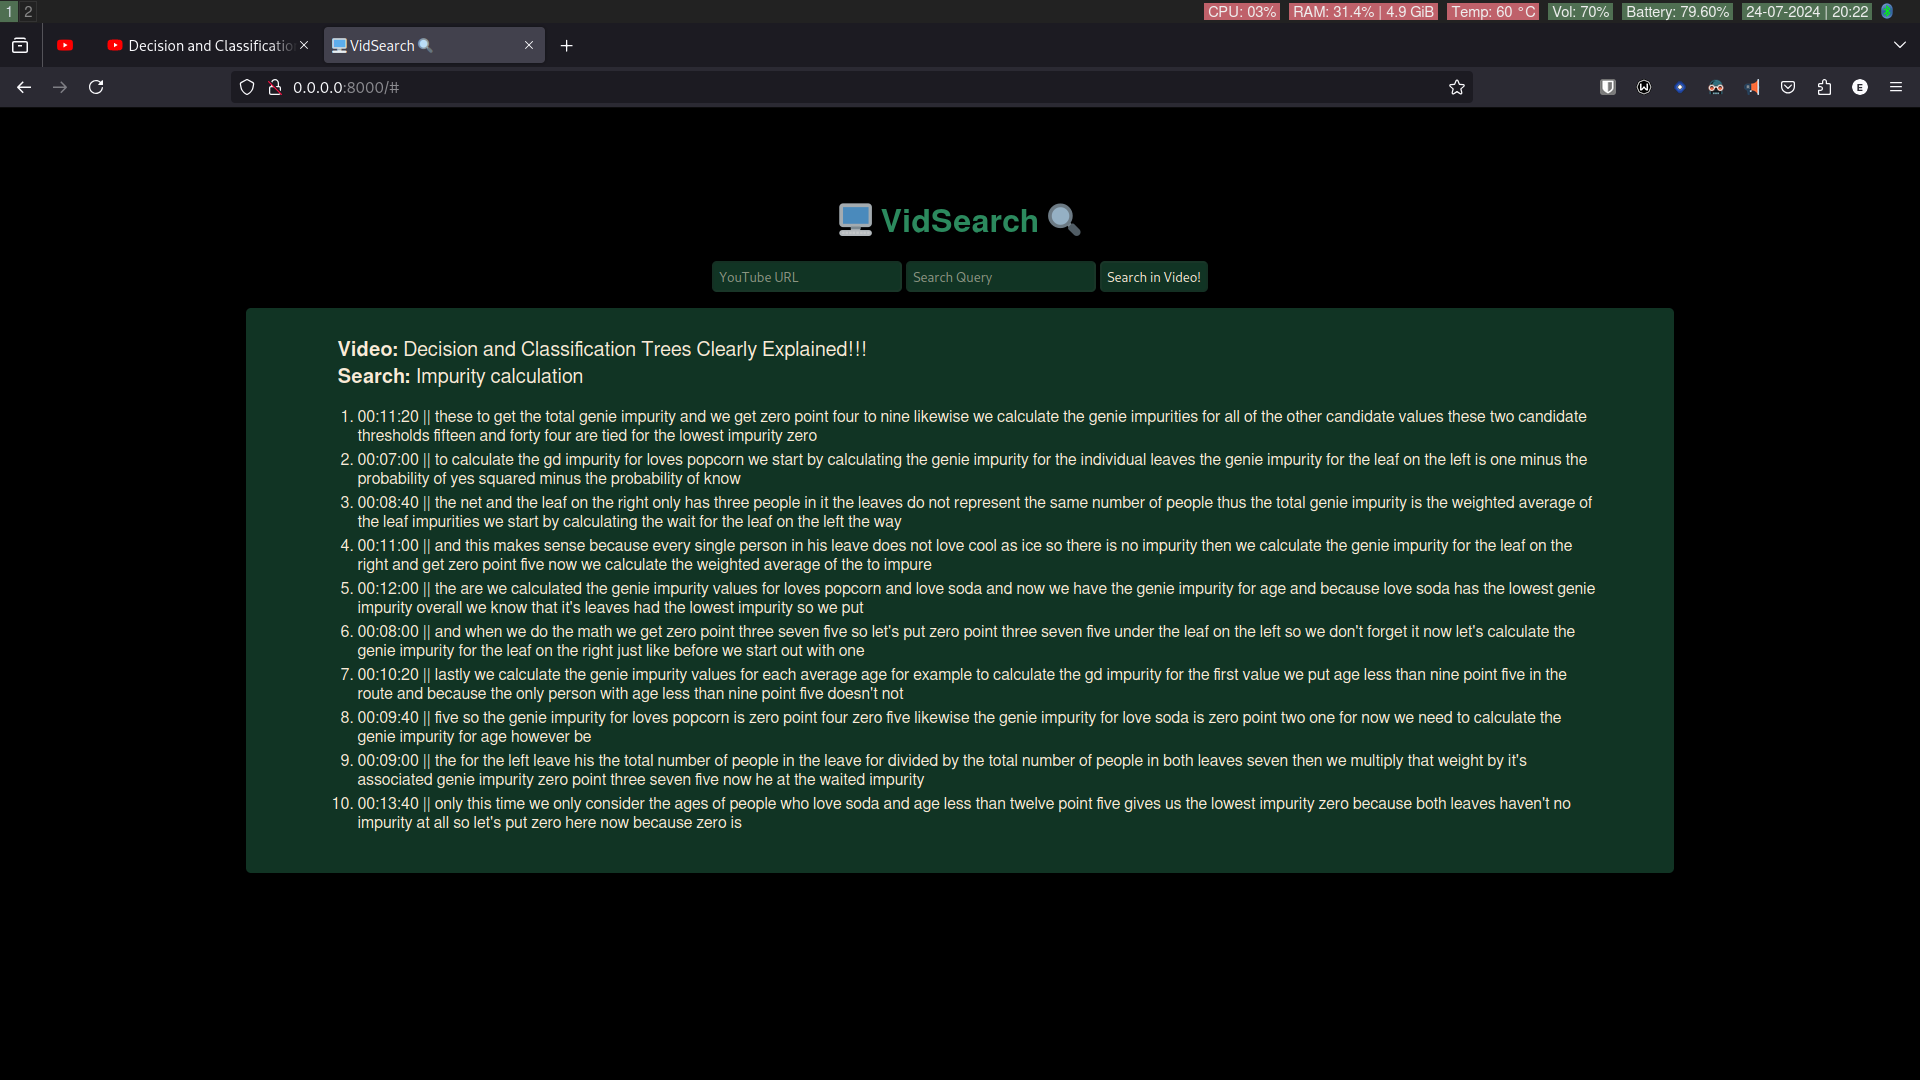 1 2 CPU: 03% RAM: 31.4% | 4.9 GiB Temp: 60 °C Vol: 70% Battery: 79.60% 24-07-2024 | 20:22
Decision and Classificatio VidSearch
0.0.0.0:8000/#
VidSearch
YouTube URL Search Query Search in Video!
Video: Decision and Classification Trees Clearly Explained!!!
Search: Impurity calculation
1. 00:11:20 || these to get the total genie impurity and we get zero point four to nine likewise we calculate the genie impurities for all of the other candidate values these two candidate
thresholds fifteen and forty four are tied for the lowest impurity zero
2. 00:07:00 || to calculate the gd impurity for loves popcorn we start by calculating the genie impurity for the individual leaves the genie impurity for the leaf on the left is one minus the
probability of yes squared minus the probability of know
3. 00:08:40 || the net and the leaf on the right only has three people in it the leaves do not represent the same number of people thus the total genie impurity is the weighted average of
the leaf impurities we start by calculating the wait for the leaf on the left the way
4. 00:11:00 || and this makes sense because every single person in his leave does not love cool as ice so there is no impurity then we calculate the genie impurity for the leaf on the
right and get zero point five now we calculate the weighted average of the to impure
5. 00:12:00 || the are we calculated the genie impurity values for loves popcorn and love soda and now we have the genie impurity for age and because love soda has the lowest genie
impurity overall we know that it's leaves had the lowest impurity so we put
6. 00:08:00 || and when we do the math we get zero point three seven five so let's put zero point three seven five under the leaf on the left so we don't forget it now let's calculate the
genie impurity for the leaf on the right just like before we start out with one
7. 00:10:20 || lastly we calculate the genie impurity values for each average age for example to calculate the gd impurity for the first value we put age less than nine point five in the
route and because the only person with age less than nine point five doesn't not
8. 00:09:40 || five so the genie impurity for loves popcorn is zero point four zero five likewise the genie impurity for love soda is zero point two one for now we need to calculate the
genie impurity for age however be
9. 00:09:00 || the for the left leave his the total number of people in the leave for divided by the total number of people in both leaves seven then we multiply that weight by it's
associated genie impurity zero point three seven five now he at the waited impurity
10. 00:13:40 || only this time we only consider the ages of people who love soda and age less than twelve point five gives us the lowest impurity zero because both leaves haven't no
impurity at all so let's put zero here now because zero is